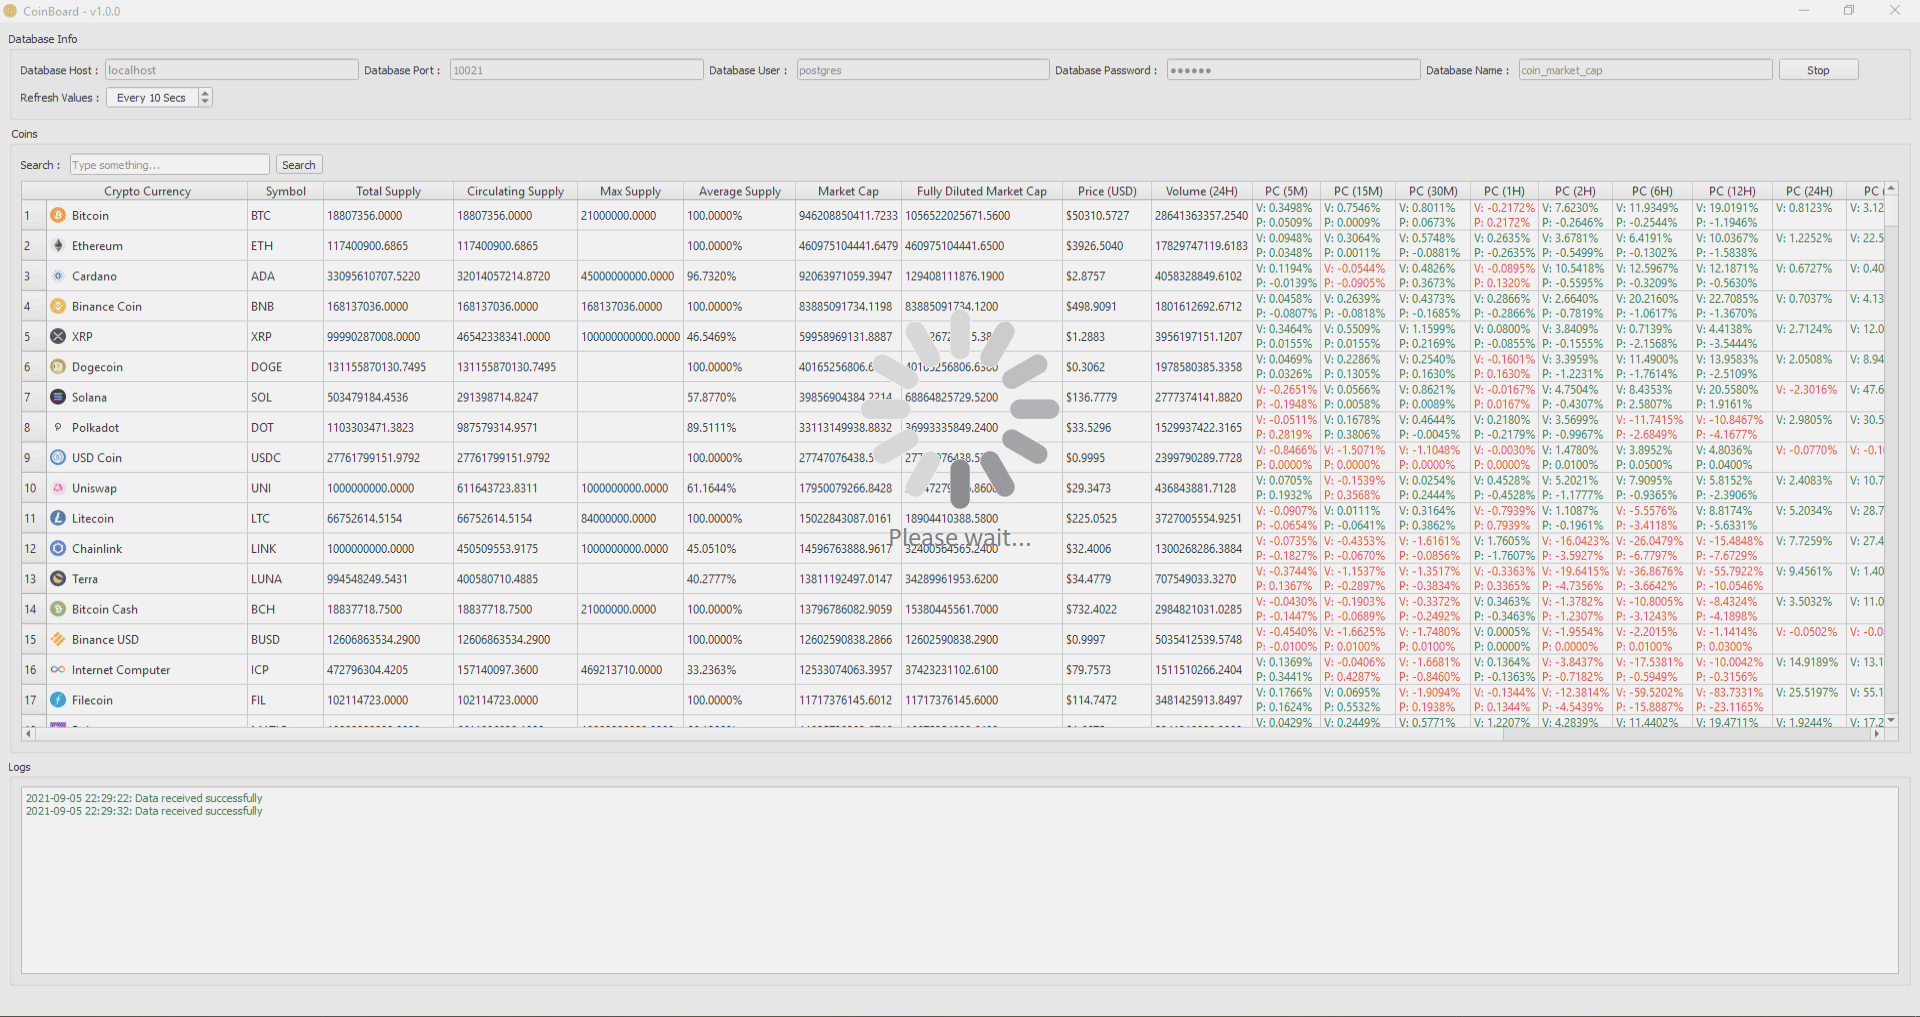 CoinBoard - v1.0.0
Database Info
Database Host : localhost Database Port : 10021 Database User : postgres Database Password : ●●●●●● Database Name : coin_market_cap Stop
Refresh Values : Every 10 Secs
Coins
Search : Type something... Search
Crypto Currency Symbol Total Supply Circulating Supply Max Supply Average Supply Market Cap Fully Diluted Market Cap Price (USD) Volume (24H) PC (5M) PC (15M) PC (30M) PC (1H) PC (2H) PC (6H) PC (12H) PC (24H) PC (
V: 0.3498% V: 0.7546% V: 0.8011% V: -0.2172% V: 7.6230% V: 11.9349% V: 19.0191% V: 0.8123% V: 3.12
1 Bitcoin BTC 18807356.0000 18807356.0000 21000000.0000 100.0000% 946208850411.7233 1056522025671.5600 $50310.5727 28641363357.2540
P: 0.0509% P: 0.0009% P: 0.0673% P: 0.2172% P: -0.2646% P: -0.2544% P: -1.1946%
V: 0.0948% V: 0.3064% V: 0.5748% V: 0.2635% V: 3.6781% V: 6.4191% V: 10.0367% V: 1.2252% V: 22.5
2 Ethereum ETH 117400900.6865 117400900.6865 100.0000% 460975104441.6479 460975104441.6500 $3926.5040 17829747119.6183
P: 0.0348% P: 0.0011% P: -0.0881% P: -0.2635% P: -0.5499% P: -0.1302% P: -1.5838%
V: 0.1194% V: -0.0544% V: 0.4826% V: -0.0895% V: 10.5418% V: 12.5967% V: 12.1871% V: 0.6727% V: 0.40
3 Cardano ADA 33095610707.5220 32014057214.8720 45000000000.0000 96.7320% 92063971059.3947 129408111876.1900 $2.8757 4058328849.6102
P: -0.0139% P: -0.0905% P: 0.3673% P: 0.1320% P: -0.5595% P: -0.3209% P: -0.5630%
V: 0.0458% V: 0.2639% V: 0.4373% V: 0.2866% V: 2.6640% V: 20.2160% V: 22.7085% V: 0.7037% V: 4.13
4 Binance Coin BNB 168137036.0000 168137036.0000 168137036.0000 100.0000% 83885091734.1198 83885091734.1200 $498.9091 1801612692.6712
P: -0.0807% P: -0.0818% P: -0.1685% P: -0.2866% P: -0.7819% P: -1.0617% P: -1.3670%
V: 0.3464% V: 0.5509% V: 1.1599% V: 0.0800% V: 3.8409% V: 0.7139% V: 4.4138% V: 2.7124% V: 12.0
5 XRP XRP 99990287008.0000 46542338341.0000 100000000000.0000 46.5469% 59958969131.8887 $1.2883 3956197151.1207
P: 0.0155% P: 0.0155% P: 0.2169% P: -0.0855% P: -0.1555% P: -2.1568% P: -3.5444%
V: 0.0469% V: 0.2286% V: 0.2540% V: -0.1601% V: 3.3959% V: 11.4900% V: 13.9583% V: 2.0508% V: 8.94
6 Dogecoin DOGE 131155870130.7495 131155870130.7495 100.0000% $0.3062 1978580385.3358
P: 0.0326% P: 0.1305% P: 0.1630% P: 0.1630% P: -1.2231% P: -1.7614% P: -2.5109%
V: -0.2651% V: 0.0566% V: 0.8621% V: -0.0167% V: 4.7504% V: 8.4353% V: 20.5580% V: -2.3016% V: 47.6
7 Solana SOL 503479184.4536 291398714.8247 57.8770% 39856904384.2214 68864825729.5200 $136.7779 2777374141.8820
P: -0.1948% P: 0.0058% P: 0.0089% P: 0.0167% P: -0.4307% P: 2.5807% P: 1.9161%
V: -0.0511% V: 0.1678% V: 0.4644% V: 0.2180% V: 3.5699% V: -11.7415% V: -10.8467% V: 2.9805% V: 30.5
8 Polkadot DOT 1103303471.3823 987579314.9571 89.5111% 33113149938.8832 36993335849.2400 $33.5296 1529937422.3165
P: 0.2819% P: 0.3806% P: -0.0045% P: -0.2179% P: -0.9967% P: -2.6849% P: -4.1677%
V: -0.8466% V: -1.5071% V: -1.1048% V: -0.0030% V: 1.4780% V: 3.8952% V: 4.8036% V: -0.0770% V: -0.1
9 USD Coin USDC 27761799151.9792 27761799151.9792 100.0000% $0.9995 2399790289.7728
P: 0.0000% P: 0.0000% P: 0.0000% P: 0.0000% P: 0.0100% P: 0.0500% P: 0.0400%
V: 0.0705% V: -0.1539% V: 0.0254% V: 0.4528% V: 5.2021% V: 7.9095% V: 5.8152% V: 2.4083% V: 10.7
10 Uniswap UNI 1000000000.0000 611643723.8311 1000000000.0000 61.1644% 17950079266.8428 $29.3473 436843881.7128
P: 0.1932% P: 0.3568% P: 0.2444% P: -0.4528% P: -1.1777% P: -0.9365% P: -2.3906%
V: -0.0907% V: 0.0111% V: 0.3164% V: -0.7939% V: 1.1087% V: -5.5576% V: 8.8174% V: 5.2034% V: 28.7
11 Litecoin LTC 66752614.5154 66752614.5154 84000000.0000 100.0000% 15022843087.0161 18904410388.5800 $225.0525 3727005554.9251
P: -0.0654% P: -0.0641% P: 0.3862% P: 0.7939% P: -0.1961% P: -3.4118% P: -5.6331%
Please wait...
V: -0.0735% V: -0.4353% V: -1.6161% V: 1.7605% V: -16.0423% V: -26.0479% V: -15.4848% V: 7.7259% V: 27.4
12 Chainlink LINK 1000000000.0000 450509553.9175 1000000000.0000 45.0510% 14596763888.9617 32400564565.2400 $32.4006 1300268286.3884
P: -0.1827% P: -0.0670% P: -0.0856% P: -1.7607% P: -3.5927% P: -6.7797% P: -7.6729%
V: -0.3744% V: -1.1537% V: -1.3517% V: -0.3363% V: -19.6415% V: -36.8676% V: -55.7922% V: 9.4561% V: 1.40
13 Terra LUNA 994548249.5431 400580710.4885 40.2777% 13811192497.0147 34289961953.6200 $34.4779 707549033.3270
P: 0.1367% P: -0.2897% P: -0.3834% P: 0.3365% P: -4.7356% P: -3.6642% P: -10.0546%
V: -0.0430% V: -0.1903% V: -0.3372% V: 0.3463% V: -1.3782% V: -10.8005% V: -8.4324% V: 3.5032% V: 11.0
14 Bitcoin Cash BCH 18837718.7500 18837718.7500 21000000.0000 100.0000% 13796786082.9059 15380445561.7000 $732.4022 2984821031.0285
P: -0.1447% P: -0.0689% P: -0.2492% P: -0.3463% P: -1.2307% P: -3.1243% P: -4.1898%
V: -0.4540% V: -1.6625% V: -1.7480% V: 0.0005% V: -1.9554% V: -2.2015% V: -1.1414% V: -0.0502% V: -0.0
15 Binance USD BUSD 12606863534.2900 12606863534.2900 100.0000% 12602590838.2866 12602590838.2900 $0.9997 5035412539.5748
P: -0.0100% P: 0.0100% P: 0.0100% P: 0.0000% P: 0.0000% P: 0.0100% P: 0.0300%
V: 0.1369% V: -0.0406% V: -1.6681% V: 0.1364% V: -3.8437% V: -17.5381% V: -10.0042% V: 14.9189% V: 13.1
16 Internet Computer ICP 472796304.4205 157140097.3600 469213710.0000 33.2363% 12533074063.3957 37423231102.6100 $79.7573 1511510266.2404
P: 0.3441% P: 0.4287% P: -0.8460% P: -0.1363% P: -0.7182% P: -0.5949% P: -0.3156%
V: 0.1766% V: 0.0695% V: -1.9094% V: -0.1344% V: -12.3814% V: -59.5202% V: -83.7331% V: 25.5197% V: 55.1
17 Filecoin FIL 102114723.0000 102114723.0000 100.0000% 11717376145.6012 11717376145.6000 $114.7472 3481425913.8497
P: 0.1624% P: 0.5532% P: 0.1938% P: 0.1344% P: -4.5439% P: -15.8887% P: -23.1165%
V: 0.0429% V: 0.2449% V: 0.5771% V: 1.2207% V: 4.2839% V: 11.4402% V: 19.4711% V: 1.9244% V: 17.2
Logs
2021-09-05 22:29:22: Data received successfully
2021-09-05 22:29:32: Data received successfully